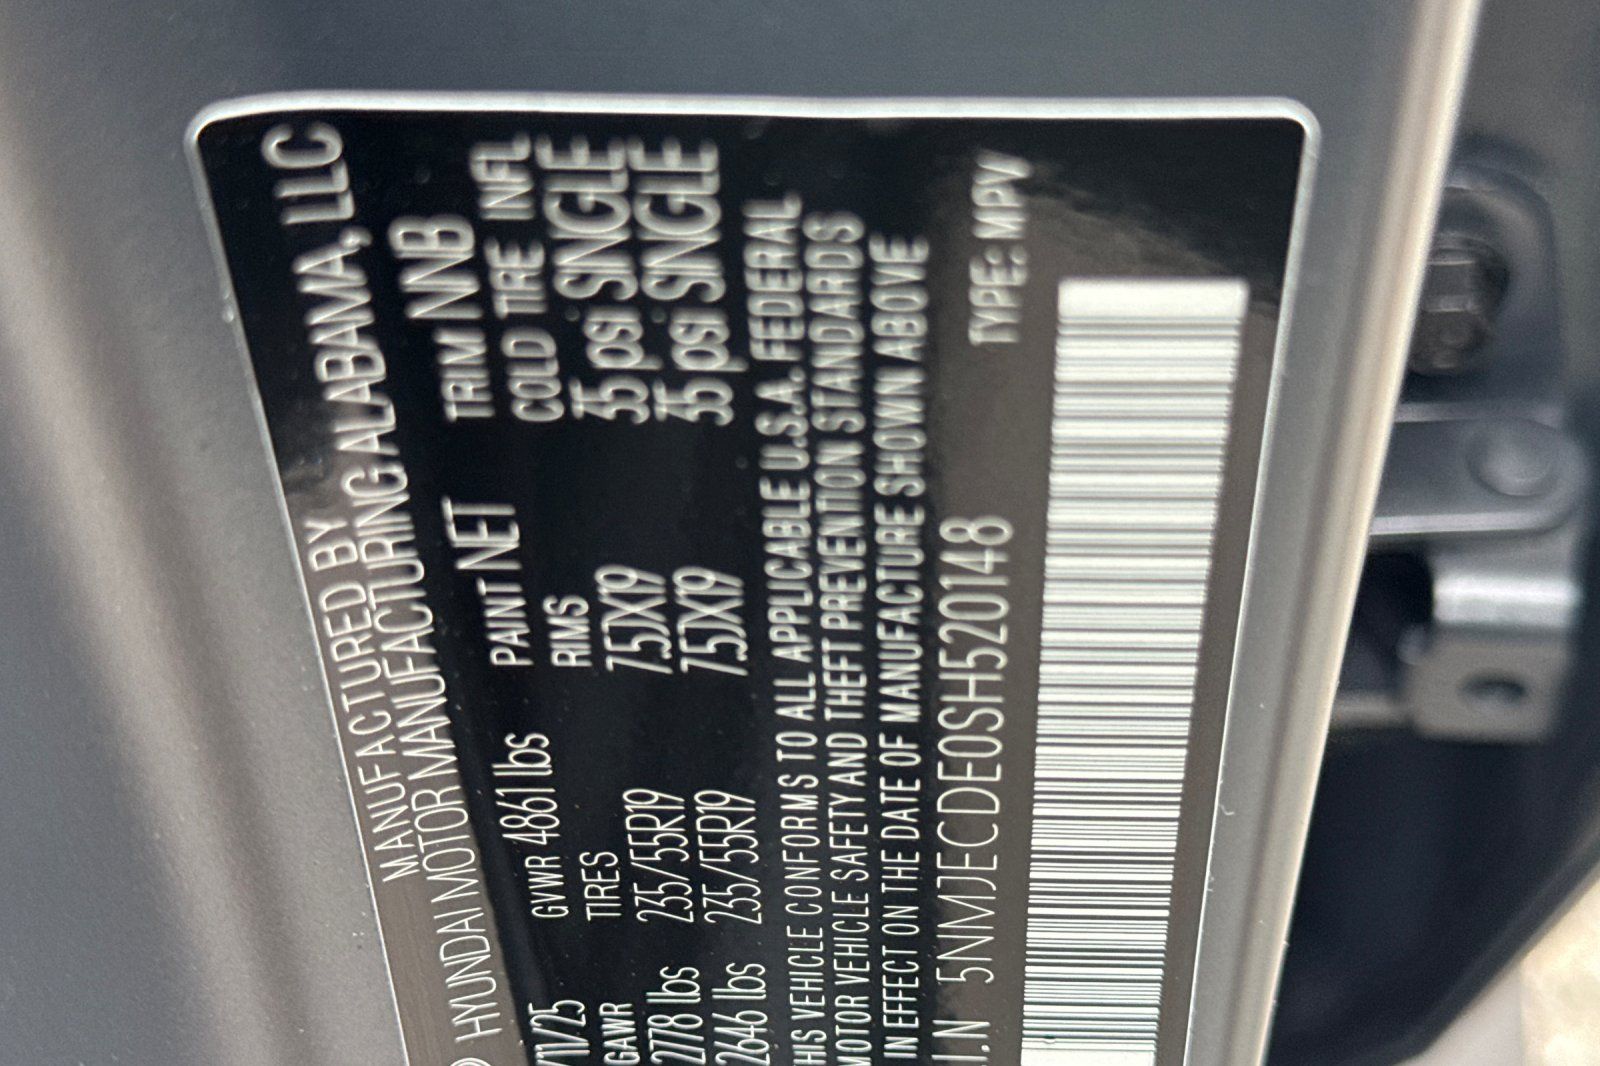 MANUFACTURED BY
HYUNDAI MOTOR MANUFACTURING ALABAMA, LLC
11/25 GVWR 4861 lbs PAINT NET TRIM NNB
GAWR TIRES RIMS COLD TIRE INFL
2778 lbs 235/55R19 7.5JX19 35 psi SINGLE
2646 lbs 235/55R19 7.5JX19 35 psi SINGLE
THIS VEHICLE CONFORMS TO ALL APPLICABLE U.S.A. FEDERAL
MOTOR VEHICLE SAFETY AND THEFT PREVENTION STANDARDS
IN EFFECT ON THE DATE OF MANUFACTURE SHOWN ABOVE
.I.N 5NMJECDE0SH520148 TYPE: MPV